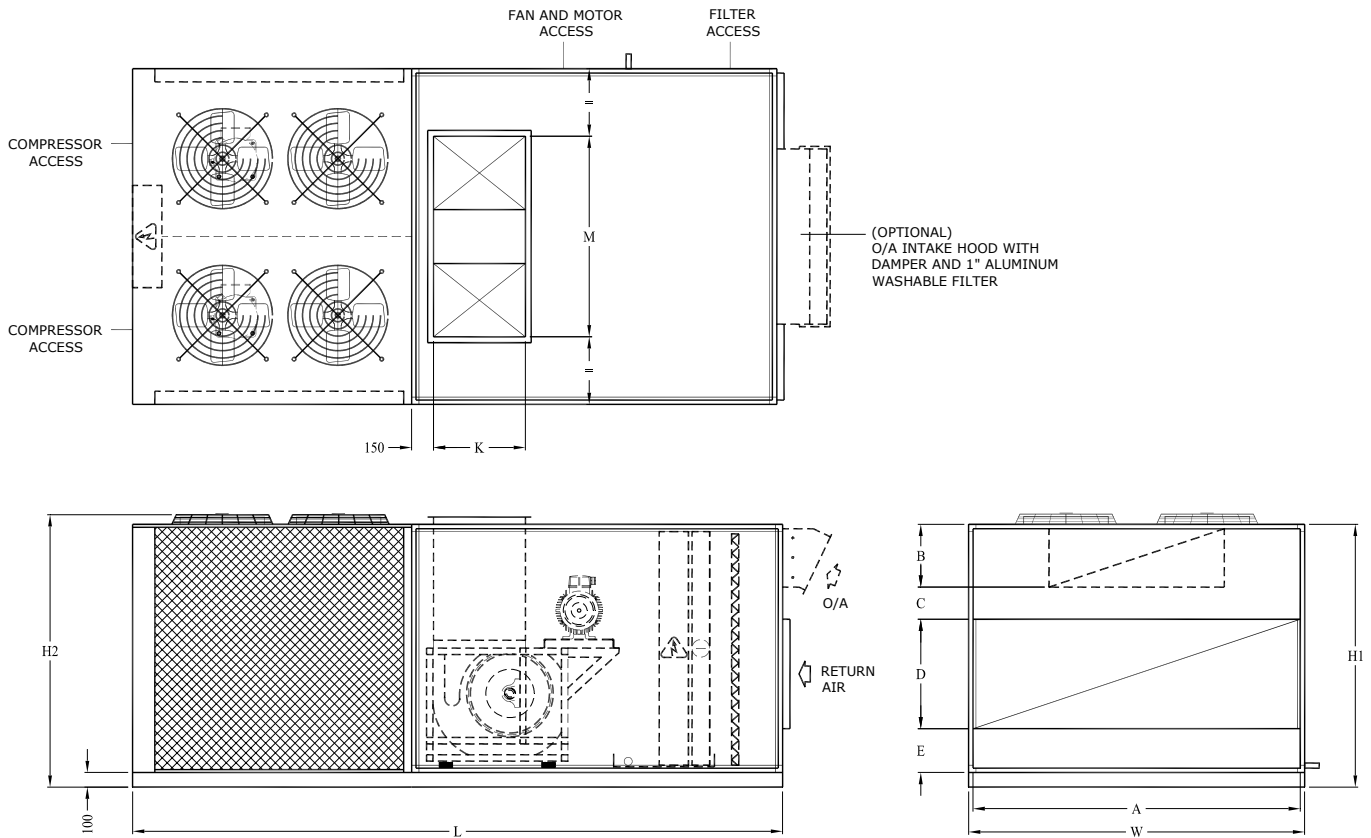 FAN AND MOTOR
ACCESS
FILTER
ACCESS
COMPRESSOR
ACCESS
=
M
(OPTIONAL)
O/A INTAKE HOOD WITH
DAMPER AND 1" ALUMINUM
WASHABLE FILTER
COMPRESSOR
ACCESS
=
150
K
B
C
O/A
H2
H1
RETURN
AIR
D
E
100
A
L
W